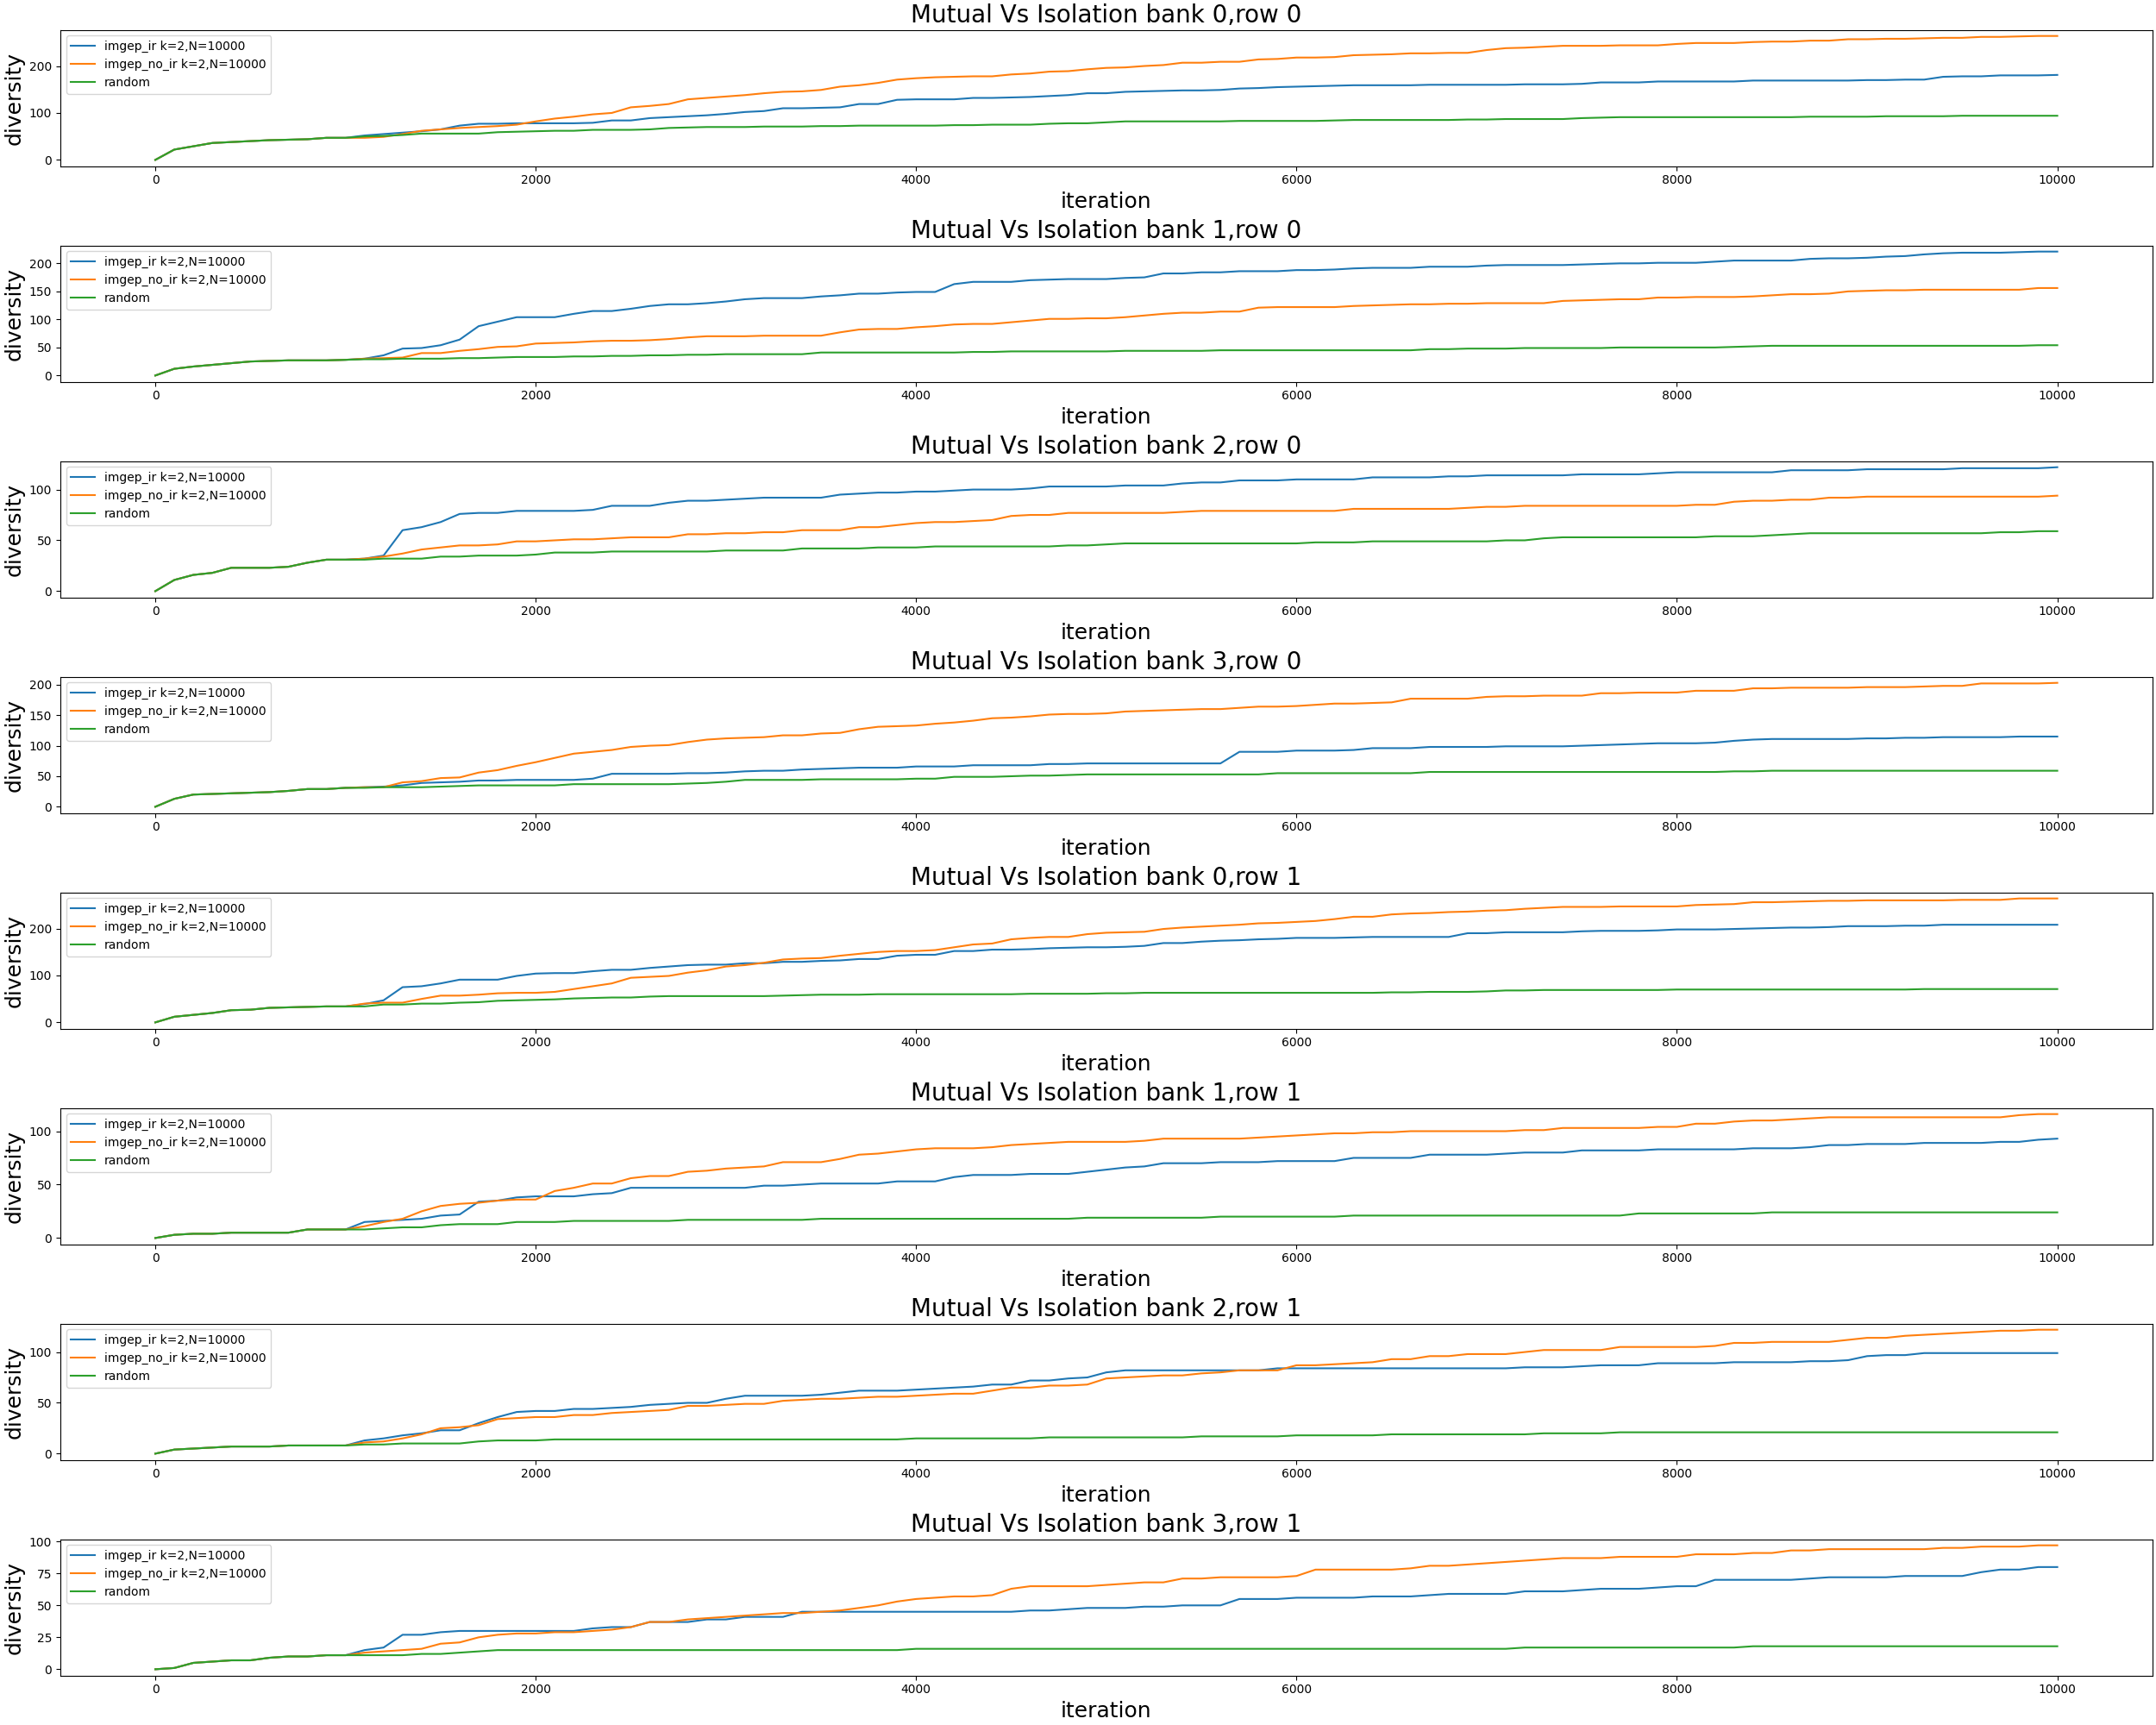 Mutual Vs Isolation bank 0,row 0
diversity
200
100
0
imgep_ir k=2,N=10000
imgep_no_ir k=2,N=10000
random
0 2000 4000 6000 8000 10000
iteration
Mutual Vs Isolation bank 1,row 0
diversity
200
150
100
50
0
imgep_ir k=2,N=10000
imgep_no_ir k=2,N=10000
random
0 2000 4000 6000 8000 10000
iteration
Mutual Vs Isolation bank 2,row 0
diversity
100
50
0
imgep_ir k=2,N=10000
imgep_no_ir k=2,N=10000
random
0 2000 4000 6000 8000 10000
iteration
Mutual Vs Isolation bank 3,row 0
diversity
200
150
100
50
0
imgep_ir k=2,N=10000
imgep_no_ir k=2,N=10000
random
0 2000 4000 6000 8000 10000
iteration
Mutual Vs Isolation bank 0,row 1
diversity
200
100
0
imgep_ir k=2,N=10000
imgep_no_ir k=2,N=10000
random
0 2000 4000 6000 8000 10000
iteration
Mutual Vs Isolation bank 1,row 1
diversity
100
50
0
imgep_ir k=2,N=10000
imgep_no_ir k=2,N=10000
random
0 2000 4000 6000 8000 10000
iteration
Mutual Vs Isolation bank 2,row 1
diversity
100
50
0
imgep_ir k=2,N=10000
imgep_no_ir k=2,N=10000
random
0 2000 4000 6000 8000 10000
iteration
Mutual Vs Isolation bank 3,row 1
diversity
100
75
50
25
0
imgep_ir k=2,N=10000
imgep_no_ir k=2,N=10000
random
0 2000 4000 6000 8000 10000
iteration